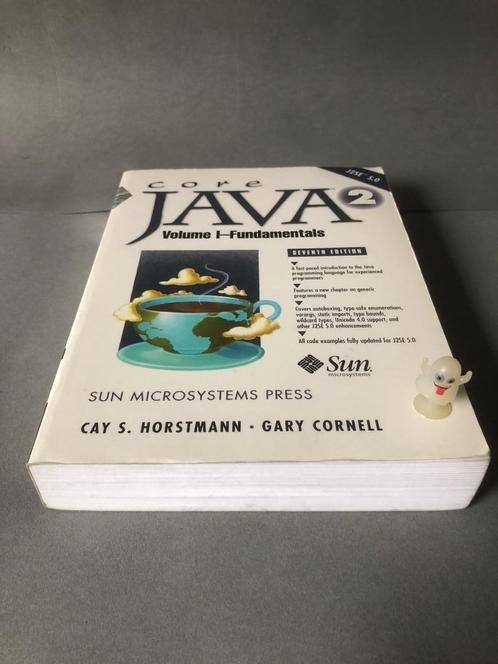 J2SE™ 5.0
core
JAVA 2
Volume I—Fundamentals
SEVENTH EDITION
A fast-paced introduction to the Java
programming language for experienced
programmers
Features a new chapter on generic
programming
Covers autoboxing, type-safe enumerations,
varargs, static imports, type bounds,
wildcard types, Unicode 4.0 support, and
other J2SE 5.0 enhancements
All code examples fully updated for J2SE 5.0
Sun
microsystems
SUN MICROSYSTEMS PRESS
CAY S. HORSTMANN • GARY CORNELL